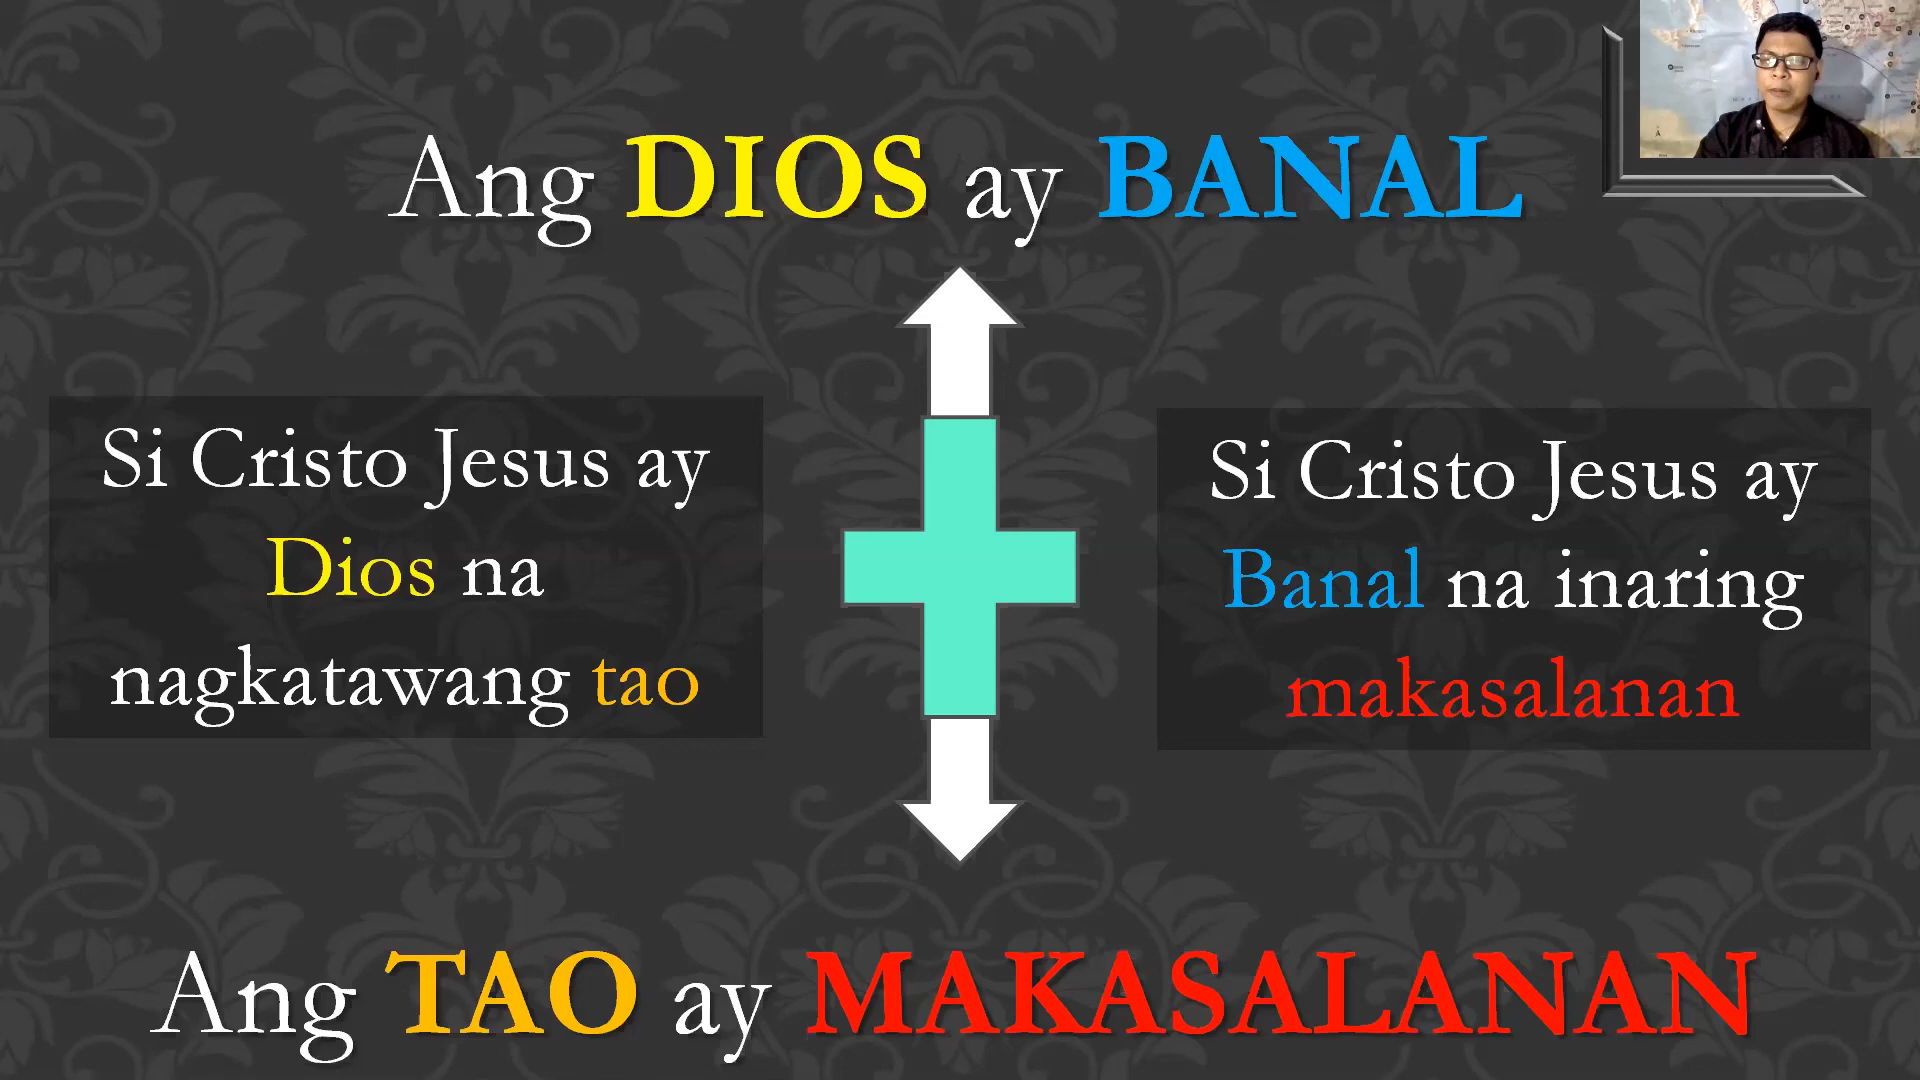 Ang DIOS ay BANAL
Si Cristo Jesus ay
Dios na
nagkatawang tao
Si Cristo Jesus ay
Banal na inaring
makasalanan
Ang TAO ay MAKASALANAN